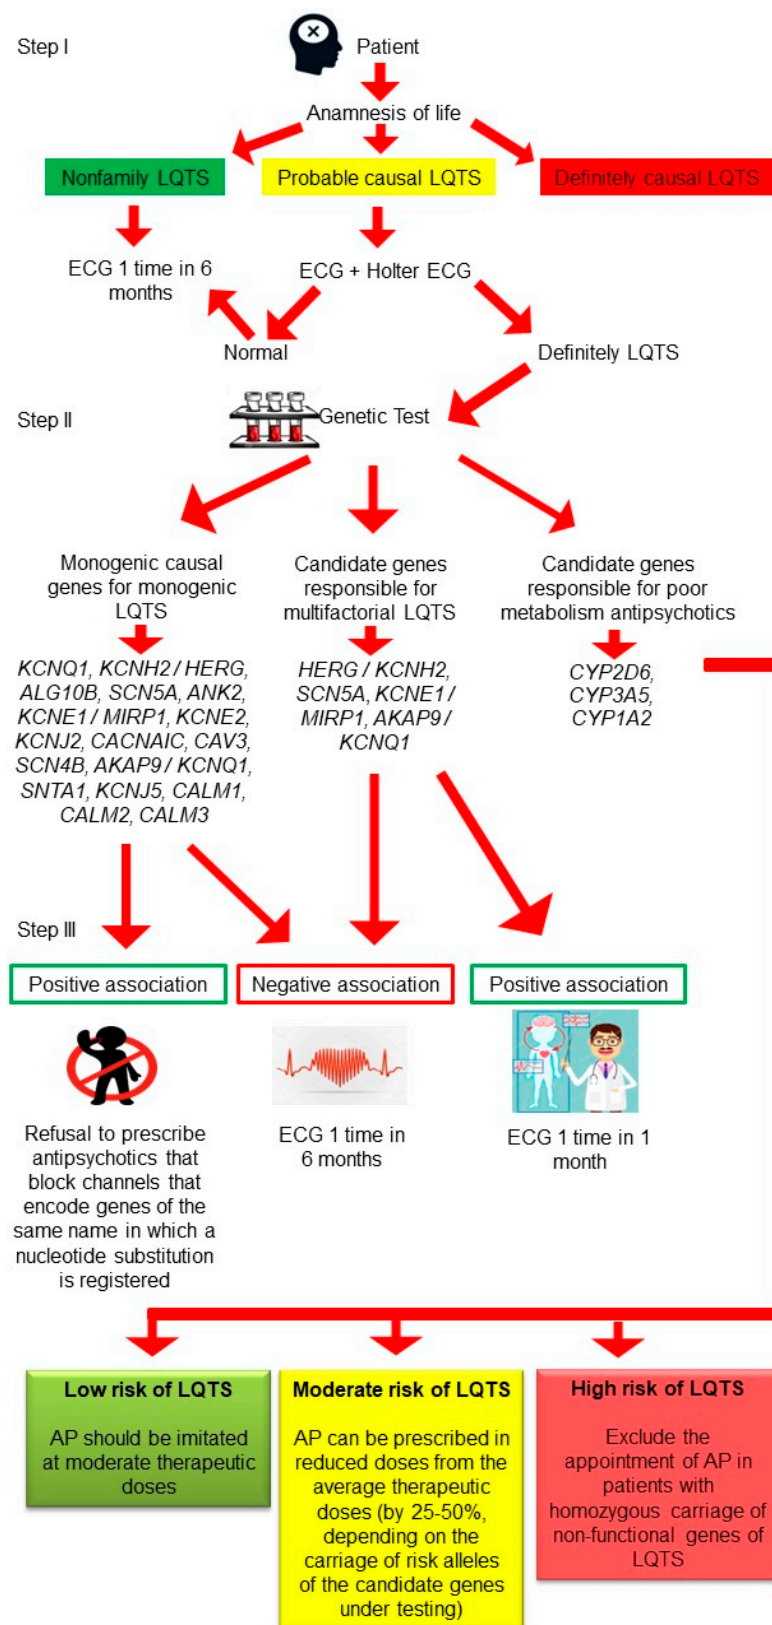 Step I
Patient
Anamnesis of life
Nonfamily LQTS
Probable causal LQTS
Definitely causal LQTS
ECG 1 time in 6
months
ECG + Holter ECG
Normal
Definitely LQTS
Step II
Genetic Test
Monogenic causal
genes for monogenic
LQTS
Candidate genes
responsible for
multifactorial LQTS
Candidate genes
responsible for poor
metabolism antipsychotics
KCNQ1, KCNH2 / HERG,
ALG10B, SCN5A, ANK2,
KCNE1 / MIRP1, KCNE2,
KCNJ2, CACNAIC, CAV3,
SCN4B, AKAP9 / KCNQ1,
SNTA1, KCNJ5, CALM1,
CALM2, CALM3
HERG / KCNH2,
SCN5A, KCNE1 /
MIRP1, AKAP9 /
KCNQ1
CYP2D6,
CYP3A5,
CYP1A2
Step III
Positive association
Negative association
Positive association
Refusal to prescribe
antipsychotics that
block channels that
encode genes of the
same name in which a
nucleotide substitution
is registered
ECG 1 time in
6 months
ECG 1 time in 1
month
Low risk of LQTS
AP should be imitated
at moderate therapeutic
doses
Moderate risk of LQTS
AP can be prescribed in
reduced doses from the
average therapeutic
doses (by 25-50%,
depending on the
carriage of risk alleles
of the candidate genes
under testing)
High risk of LQTS
Exclude the
appointment of AP in
patients with
homozygous carriage of
non-functional genes of
LQTS